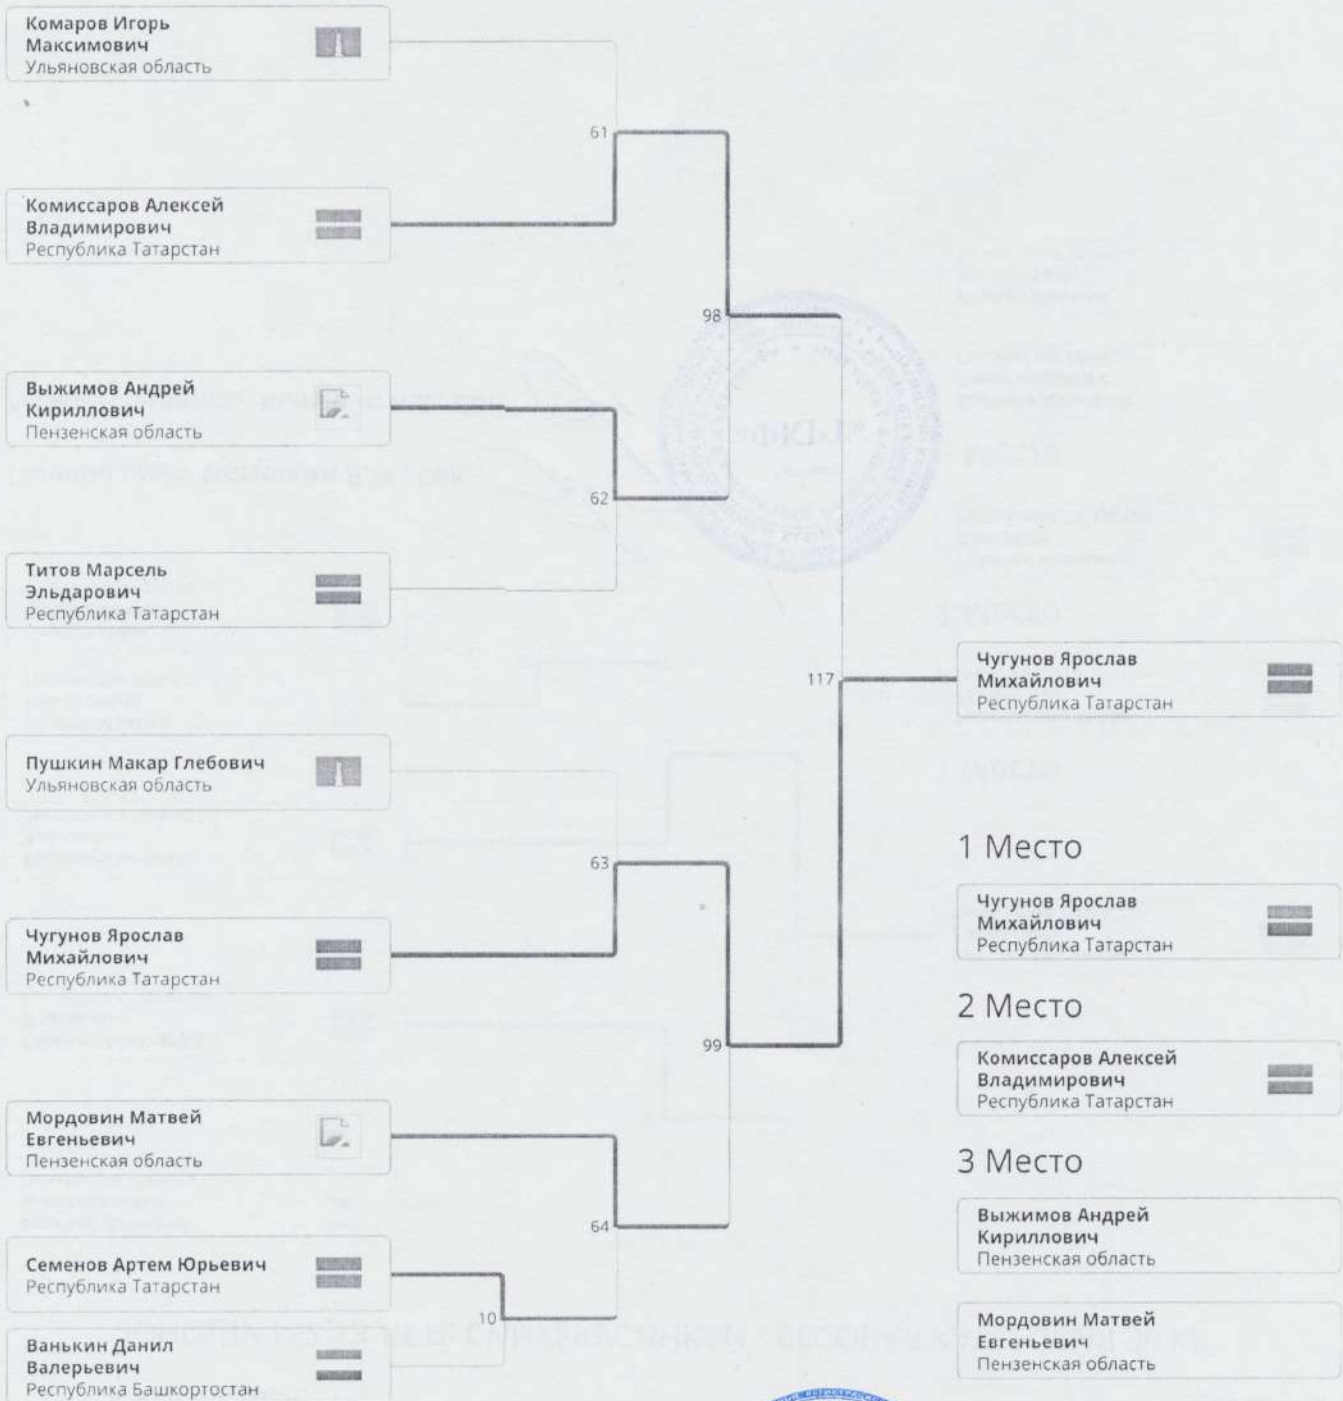 Комаров Игорь
Максимович
Ульяновская область
61
Комиссаров Алексей
Владимирович
Республика Татарстан
98
Выжимов Андрей
Кириллович
Пензенская область
62
Титов Марсель
Эльдарович
Республика Татарстан
117
Чугунов Ярослав
Михайлович
Республика Татарстан
Пушкин Макар Глебович
Ульяновская область
63
Чугунов Ярослав
Михайлович
Республика Татарстан
99
Мордовин Матвей
Евгеньевич
Пензенская область
64
Семенов Артем Юрьевич
Республика Татарстан
10
Ванькин Данил
Валерьевич
Республика Башкортостан
1 Место
Чугунов Ярослав
Михайлович
Республика Татарстан
2 Место
Комиссаров Алексей
Владимирович
Республика Татарстан
3 Место
Выжимов Андрей
Кириллович
Пензенская область
Мордовин Матвей
Евгеньевич
Пензенская область